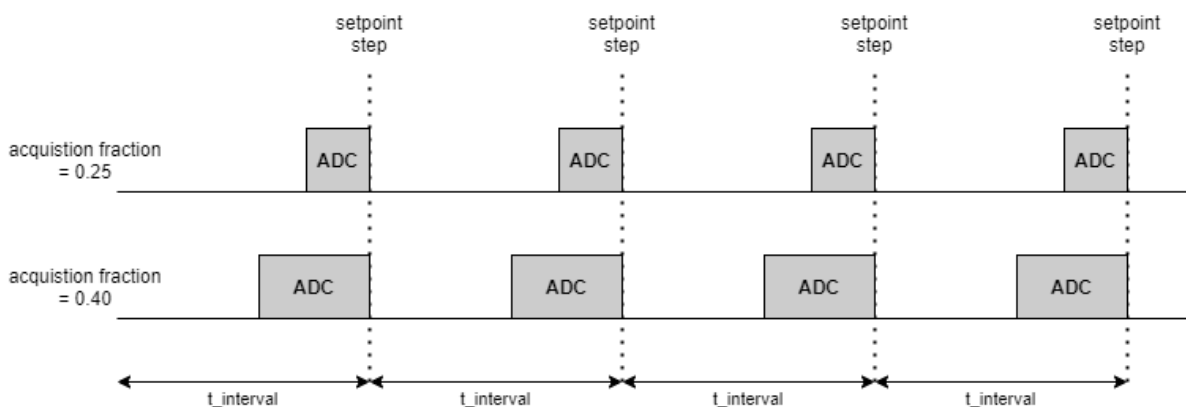 setpoint
step
setpoint
step
setpoint
step
setpoint
step
acquistion fraction
= 0.25
ADC
ADC
ADC
ADC
acquistion fraction
= 0.40
ADC
ADC
ADC
ADC
t_interval
t_interval
t_interval
t_interval